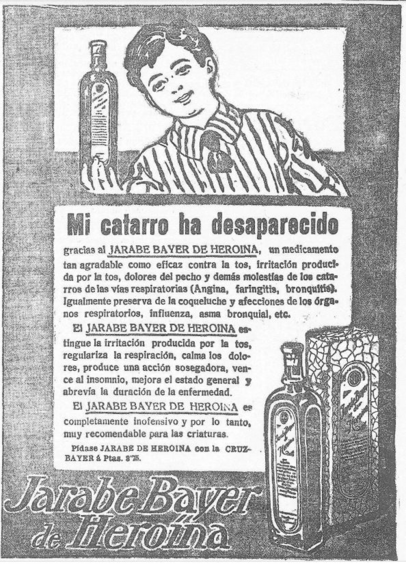 Mi catarro ha desaparecido
gracias al JARABE BAYER DE HEROINA, un medicamento
tan agradable como eficaz contra la tos, irritación produci-
da por la tos, dolores del pecho y demás molestias de los cata-
rros de las vías respiratorias (Angina, faringitis, bronquitis).
Igualmente preserva de la coqueluche y afecciones de los órga-
nos respiratorios, influenza, asma bronquial, etc.
El JARABE BAYER DE HEROINA es-
tingue la irritación producida por la tos,
regulariza la respiración, calma los dolo-
res, produce una acción sosegadora, ven-
ce al insomnio, mejora el estado general y
abrevía la duración de la enfermedad.
El JARABE BAYER DE HEROINA es
completamente inofensivo y por lo tanto,
muy recomendable para las criaturas.
Pídase JARABE DE HEROINA con la CRUZ-
BAYER á Ptas.
Jarabe Bayer
de Heroína